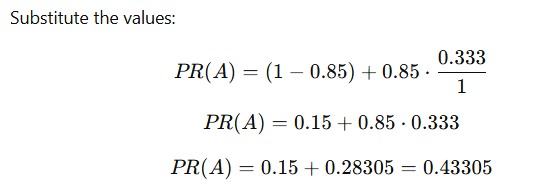 Substitute the values:
PR(A) = (1 − 0.85) + 0.85 · 0.333/1
PR(A) = 0.15 + 0.85 · 0.333
PR(A) = 0.15 + 0.28305 = 0.43305